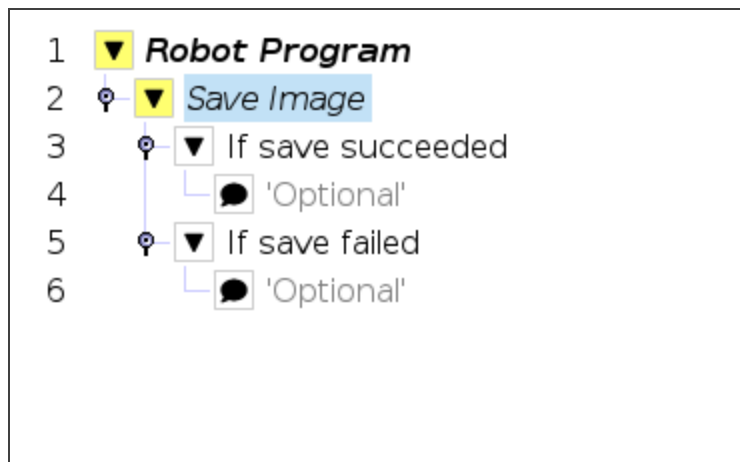 1 Robot Program
2 Save Image
3 If save succeeded
4 'Optional'
5 If save failed
6 'Optional'